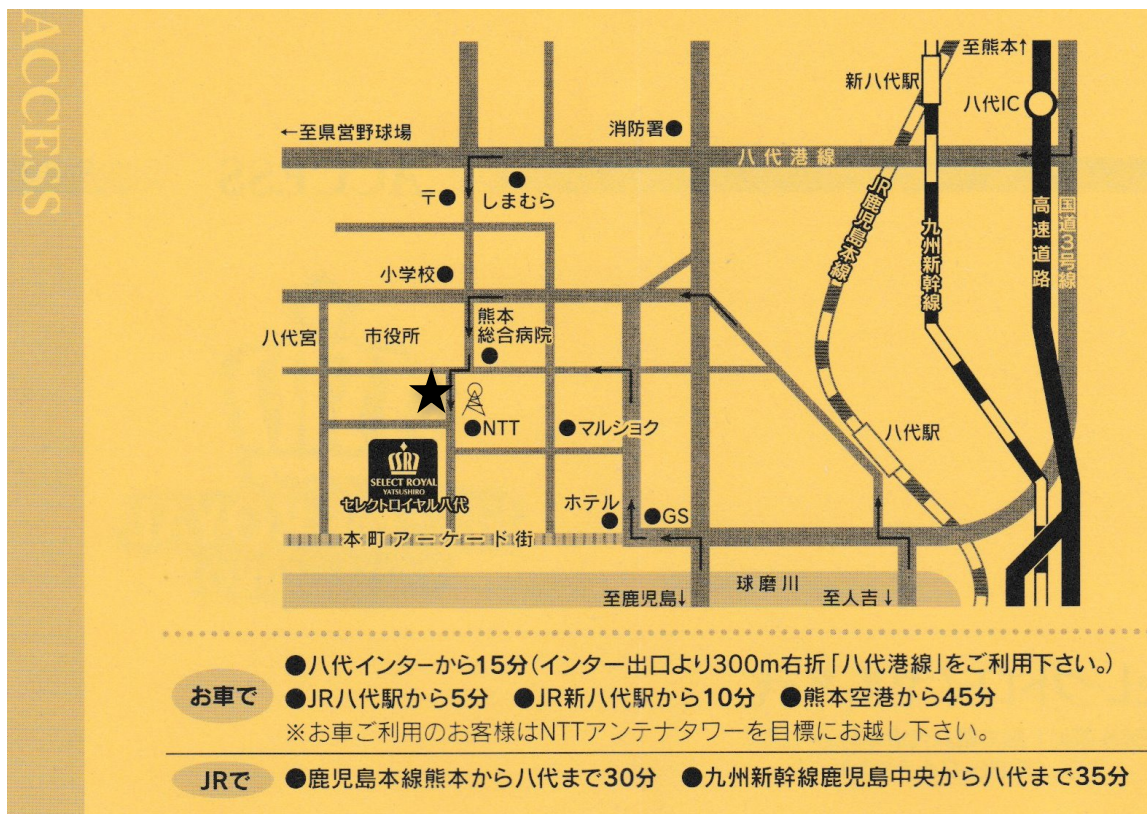 ACCESS
至熊本↑
新八代駅
八代IC
←至県営野球場
消防署●
八代港線
〒●
しまむら
JR鹿児島本線
九州新幹線
高速道路
国道3号線
小学校●
熊本
総合病院
八代宮
市役所
●NTT
●マルショク
八代駅
SR
SELECT ROYAL
YATSUSHIRO
セレクトロイヤル八代
ホテル
●GS
本町アーケード街
球磨川
至鹿児島↓
至人吉↓
お車で
●八代インターから15分(インター出口より300m右折「八代港線」をご利用下さい。)
●JR八代駅から5分 ●JR新八代駅から10分 ●熊本空港から45分
※お車ご利用のお客様はNTTアンテナタワーを目標にお越し下さい。
JRで
●鹿児島本線熊本から八代まで30分 ●九州新幹線鹿児島中央から八代まで35分